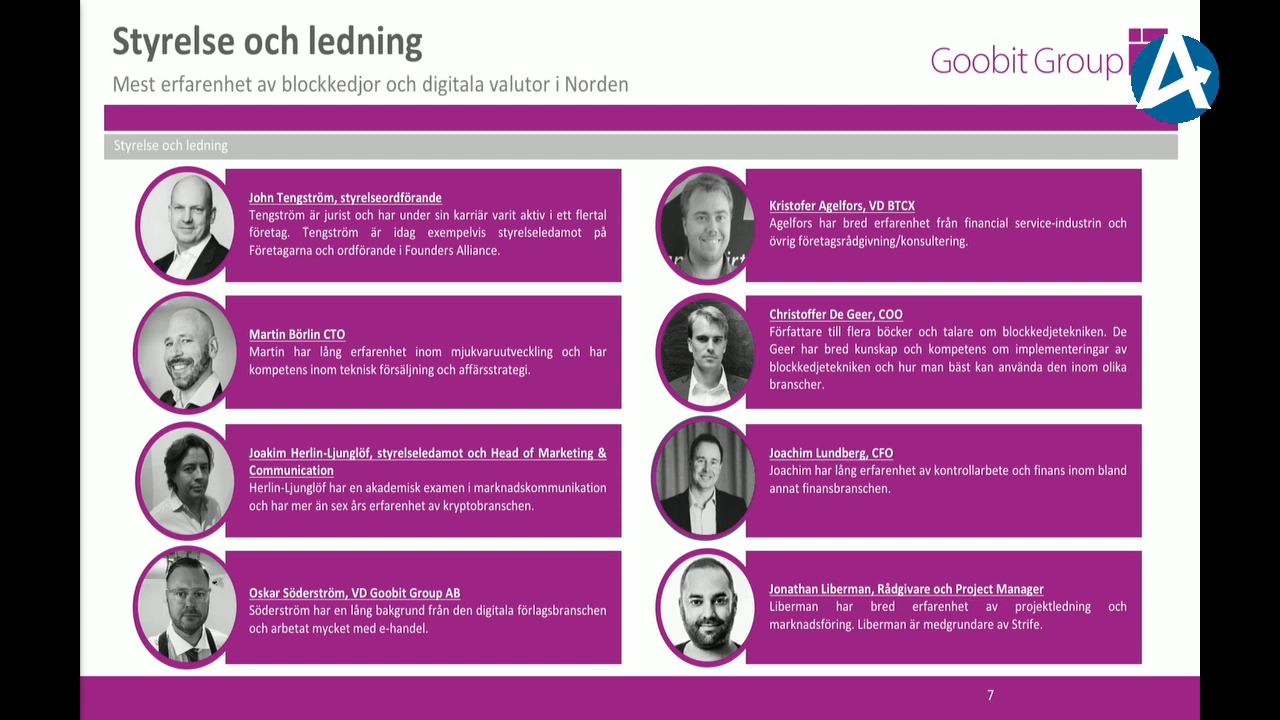 Styrelse och ledning
Mest erfarenhet av blockkedjor och digitala valutor i Norden
Goobit Group
Styrelse och ledning
John Tengström, styrelseordförande
Tengström är jurist och har under sin karriär varit aktiv i ett flertal
företag. Tengström är idag exempelvis styrelseledamot på
Företagarna och ordförande i Founders Alliance.
Martin Börlin CTO
Martin har lång erfarenhet inom mjukvaruutveckling och har
kompetens inom teknisk försäljning och affärsstrategi.
Joakim Herlin-Ljunglöf, styrelseledamot och Head of Marketing &
Communication
Herlin-Ljunglöf har en akademisk examen i marknadskommunikation
och har mer än sex års erfarenhet av kryptobranschen.
Oskar Söderström, VD Goobit Group AB
Söderström har en lång bakgrund från den digitala förlagsbranschen
och arbetat mycket med e-handel.
Kristofer Agelfors, VD BTCX
Agelfors har bred erfarenhet från financial service-industrin och
övrig företagsrådgivning/konsultering.
Christoffer De Geer, COO
Författare till flera böcker och talare om blockkedjetekniken. De
Geer har bred kunskap och kompetens om implementeringar av
blockkedjetekniken och hur man bäst kan använda den inom olika
branscher.
Joachim Lundberg, CFO
Joachim har lång erfarenhet av kontrollarbete och finans inom bland
annat finansbranschen.
Jonathan Liberman, Rådgivare och Project Manager
Liberman har bred erfarenhet av projektledning och
marknadsföring. Liberman är medgrundare av Strife.
7